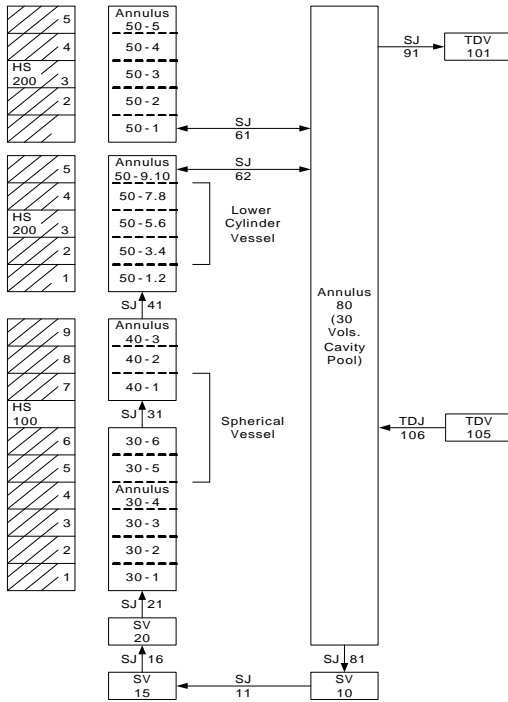 5
4
HS
200 3
2
Annulus
50-5
50-4
50-3
50-2
50-1
SJ
61
SJ
91
TDV
101
5
4
HS
200 3
2
1
Annulus
50-9.10
50-7.8
50-5.6
50-3.4
50-1.2
SJ
62
Lower
Cylinder
Vessel
SJ 41
9
8
7
HS
100
6
5
4
3
2
1
Annulus
40-3
40-2
40-1
SJ 31
30-6
30-5
Annulus
30-4
30-3
30-2
30-1
Spherical
Vessel
Annulus
80
(30
Vols.
Cavity
Pool)
TDJ
106
TDV
105
SJ 21
SV
20
SJ 16
SV
15
SJ
11
SJ 81
SV
10